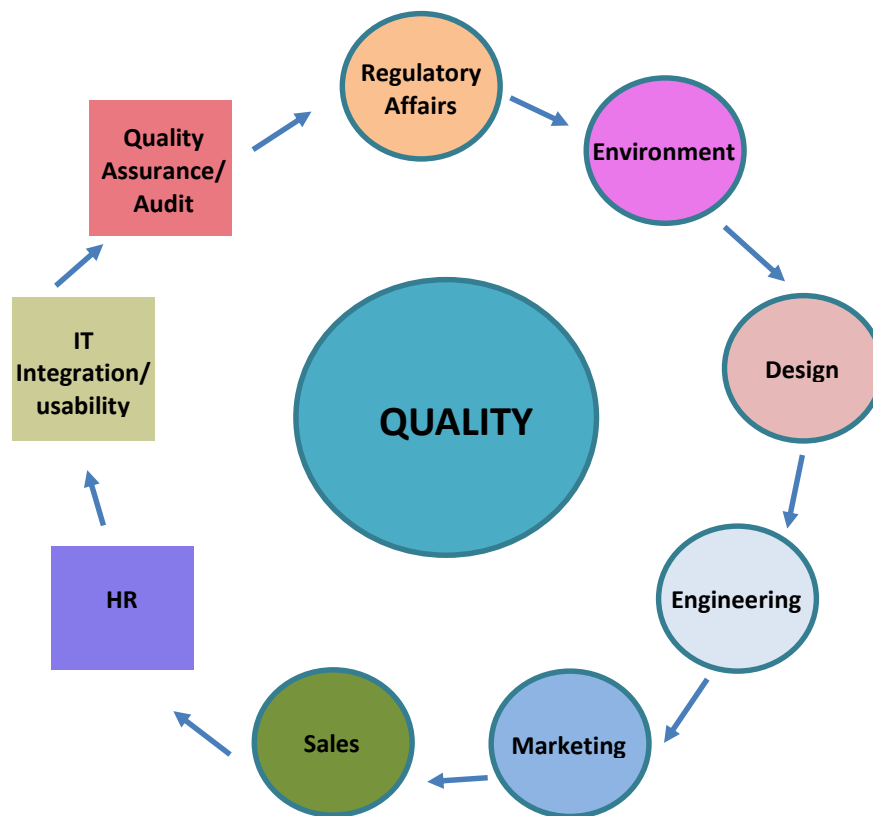 Regulatory
Affairs
Environment
Design
Engineering
Marketing
Sales
HR
IT
Integration/
usability
Quality
Assurance/
Audit
QUALITY